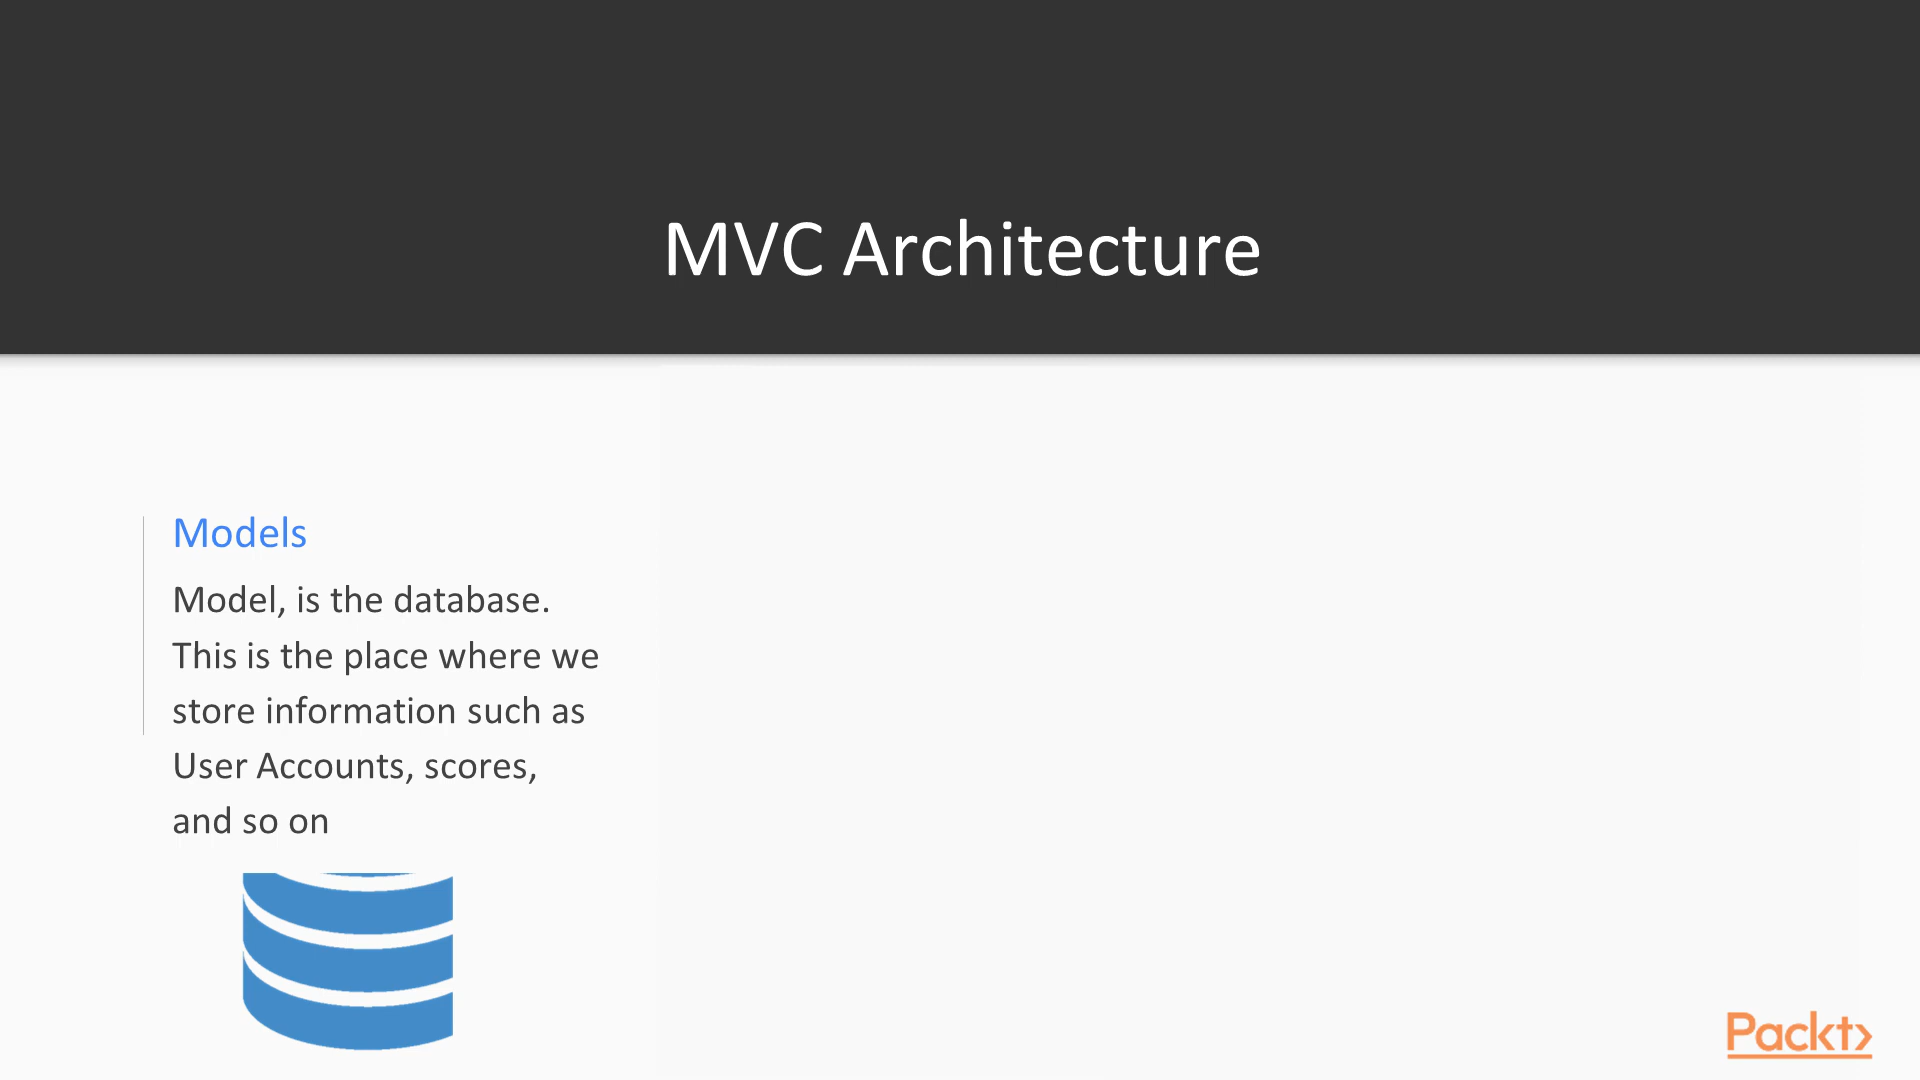 MVC Architecture
Models
Model, is the database.
This is the place where we
store information such as
User Accounts, scores,
and so on
Packt>